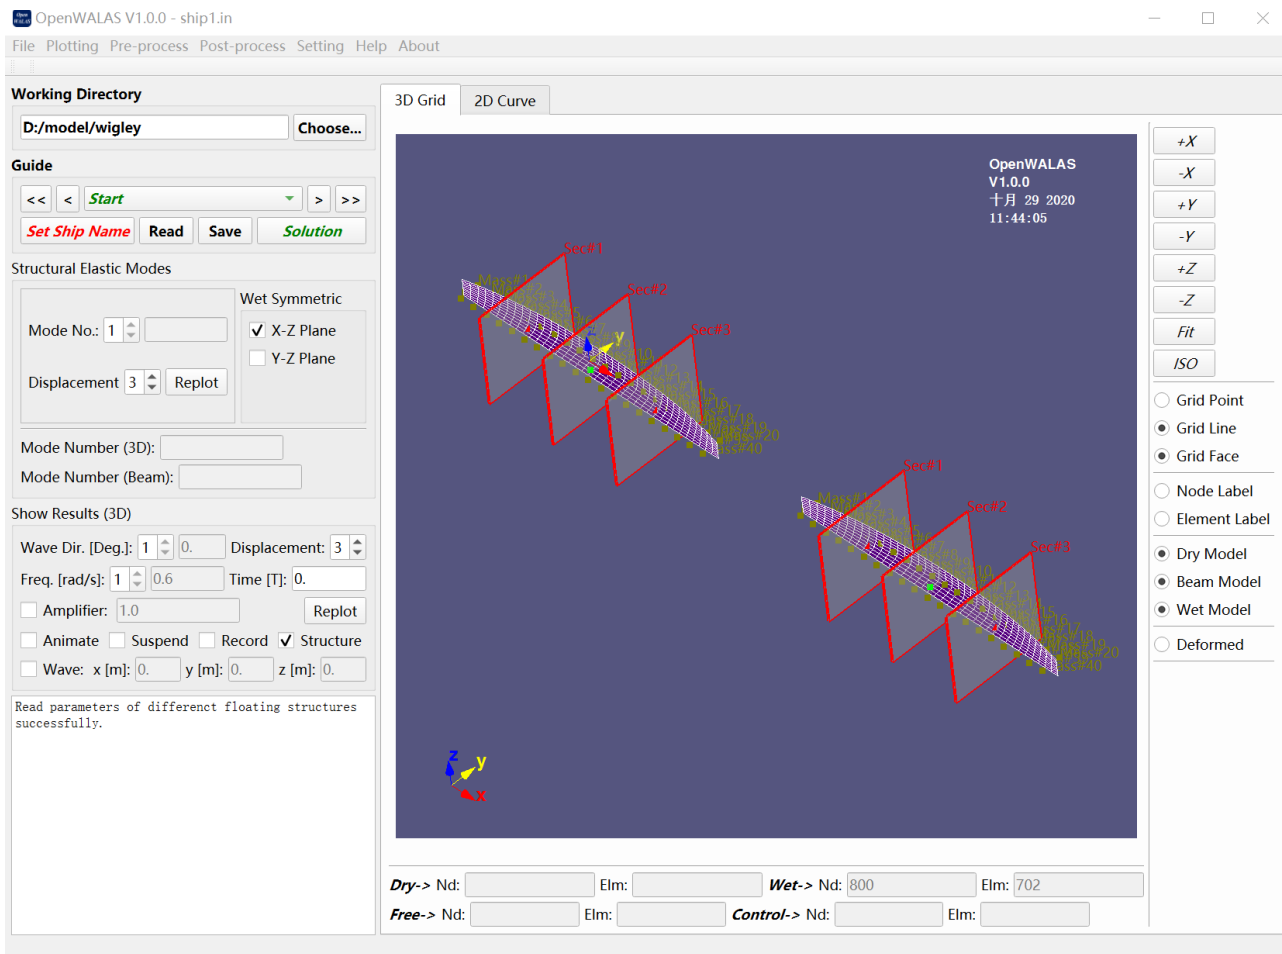 OpenWALAS V1.0.0 - ship1.in
File Plotting Pre-process Post-process Setting Help About
Working Directory
D:/model/wigley Choose...
Guide
<< < Start > >>
Set Ship Name Read Save Solution
Structural Elastic Modes
Wet Symmetric
Mode No.: 1
X-Z Plane
Y-Z Plane
Displacement 3 Replot
Mode Number (3D):
Mode Number (Beam):
Show Results (3D)
Wave Dir. [Deg.]: 1 0. Displacement: 3
Freq. [rad/s]: 1 0.6 Time [T]: 0.
Amplifier: 1.0 Replot
Animate Suspend Record Structure
Wave: x [m]: 0. y [m]: 0. z [m]: 0.
Read parameters of differenct floating structures
successfully.
3D Grid 2D Curve
OpenWALAS
V1.0.0
十月 29 2020
11:44:05
Sec#1
Mass#1
Sec#2
Sec#3
z
y
Sec#1
Sec#2
Sec#3
z
y
x
+X
-X
+Y
-Y
+Z
-Z
Fit
ISO
Grid Point
Grid Line
Grid Face
Node Label
Element Label
Dry Model
Beam Model
Wet Model
Deformed
Dry-> Nd: Elm: Wet-> Nd: 800 Elm: 702
Free-> Nd: Elm: Control-> Nd: Elm: